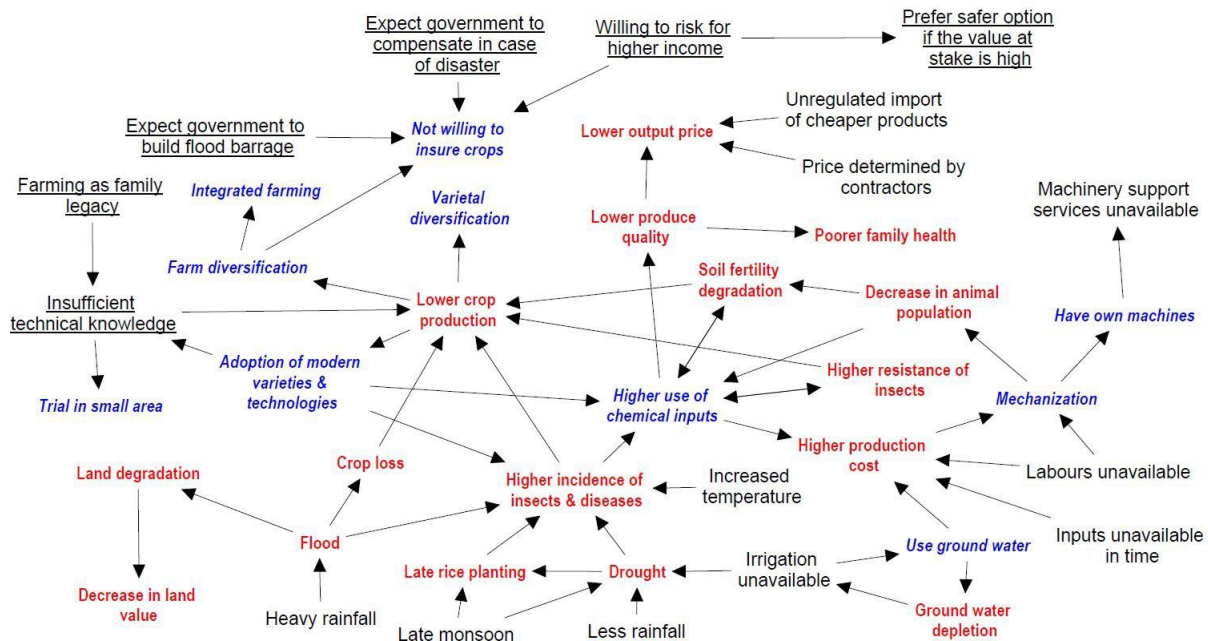 Expect government to
compensate in case
of disaster
Willing to risk for
higher income
Prefer safer option
if the value at
stake is high
Expect government to
build flood barrage
Not willing to
insure crops
Lower output price
Unregulated import
of cheaper products
Price determined by
contractors
Farming as family
legacy
Integrated farming
Varietal
diversification
Lower produce
quality
Poorer family health
Machinery support
services unavailable
Farm diversification
Soil fertility
degradation
Decrease in animal
population
Insufficient
technical knowledge
Lower crop
production
Have own machines
Adoption of modern
varieties &
technologies
Higher use of
chemical inputs
Higher resistance of
insects
Mechanization
Trial in small area
Higher production
cost
Land degradation
Crop loss
Higher incidence of
insects & diseases
Increased
temperature
Labours unavailable
Flood
Late rice planting
Drought
Irrigation
unavailable
Use ground water
Inputs unavailable
in time
Decrease in land
value
Heavy rainfall
Late monsoon
Less rainfall
Ground water
depletion